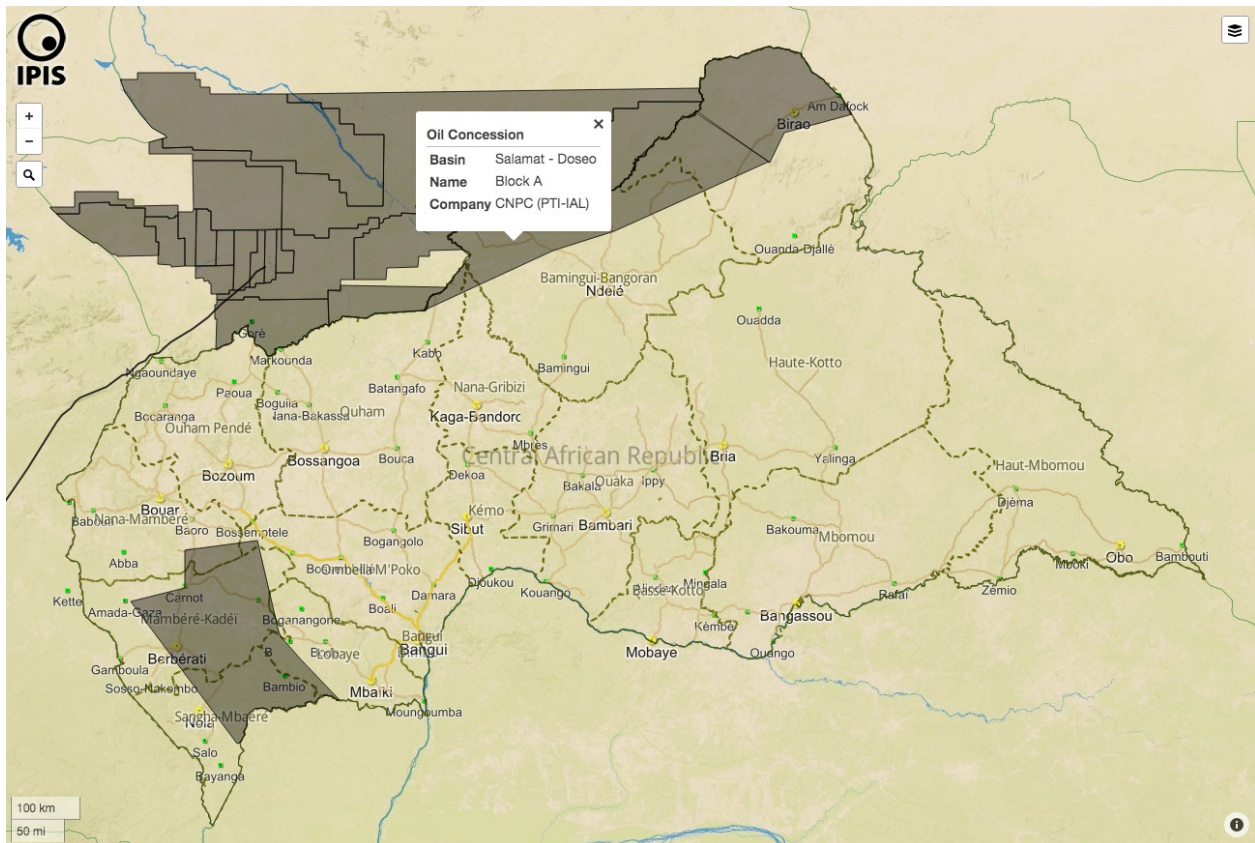 IPIS
+
−
Am Dafock
Birao
Oil Concession ×
Basin Salamat - Doseo
Name Block A
Company CNPC (PTI-IAL)
Ouanda-Djallé
Bamingui-Bangoran
Ndélé
Ouadda
Goré
Markounda
Kabo
Ngaoundaye
Bamingui
Haute-Kotto
Paoua
Batangafo
Nana-Gribizi
Boguila
Nana-Bakassa
Ouham
Bocaranga
Kaga-Bandoro
Ouham Pendé
Mbrès
Central African Republic
Bria
Yalinga
Bossangoa
Bouca
Bozoum
Dekoa
Bakala
Ouaka
Ippy
Haut-Mbomou
Djéma
Bouar
Nana-Mambéré
Baoro
Bossemptele
Kémo
Sibut
Grimari
Bambari
Bakouma
Mbomou
Bogangolo
Abba
Ombella M'Poko
Obo
Bambouti
Mboki
Djoukou
Kouango
Mingala
Basse-Kotto
Rafaï
Zémio
Kette
Amada-Gaza
Carnot
Mambéré-Kadéï
Boali
Damara
Boganangone
Kémbé
Bangassou
Bangui
Bangui
Mobaye
Ouango
Berbérati
Gamboula
B
Lobaye
Sosso-Nakombo
Bambio
Mbaïki
Sangha-Mbaéré
Nola
Moungoumba
Salo
Bayanga
100 km
50 mi